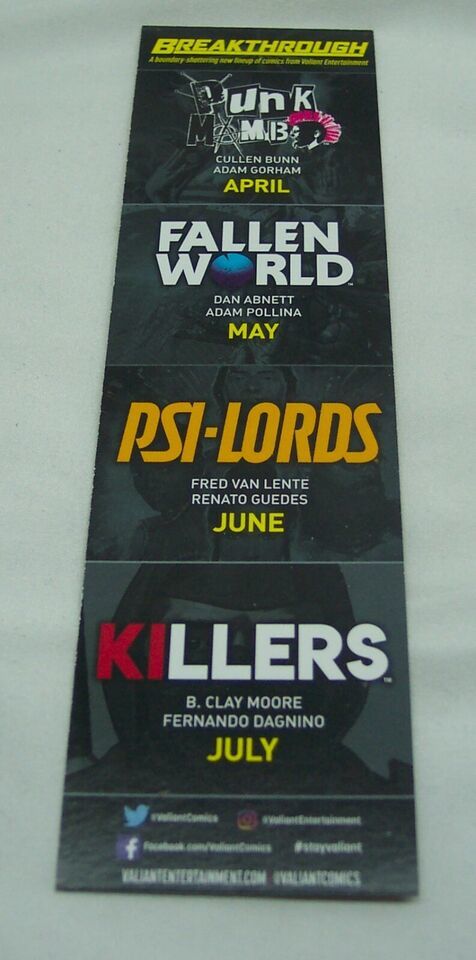 BREAKTHROUGH
A boundary-shattering new lineup of comics from Valiant Entertainment
PunK
MAMBO
CULLEN BUNN
ADAM GORHAM
APRIL
FALLEN
WORLD™
DAN ABNETT
ADAM POLLINA
MAY
PSI-LORDS
FRED VAN LENTE
RENATO GUEDES
JUNE
KILLERS™
B. CLAY MOORE
FERNANDO DAGNINO
JULY
@ValiantComics @ValiantEntertainment
Facebook.com/ValiantComics #stayvaliant
VALIANTENTERTAINMENT.COM @VALIANTCOMICS